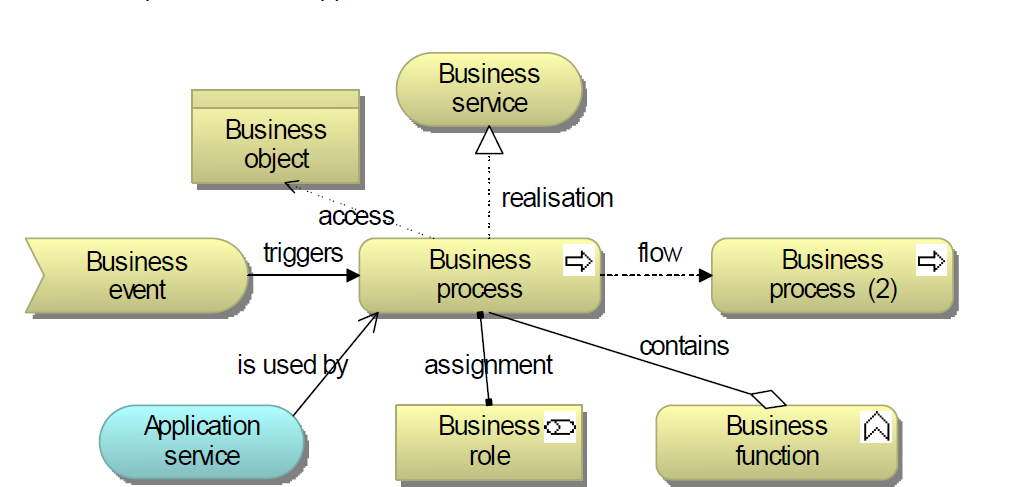 Business
service
Business
object
realisation
access
Business
event
triggers
Business
process
flow
Business
process (2)
is used by
assignment
contains
Application
service
Business
role
Business
function